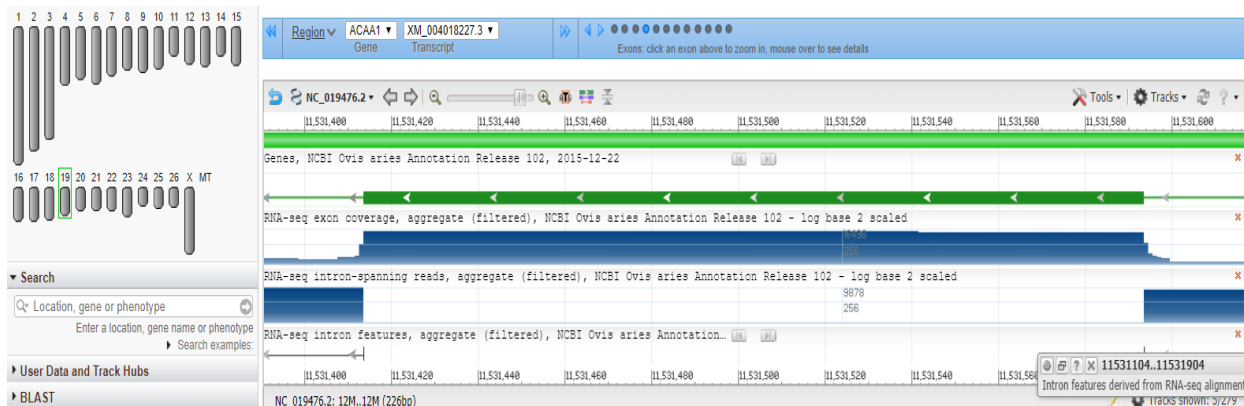 1 2 3 4 5 6 7 8 9 10 11 12 13 14 15
16 17 18 19 20 21 22 23 24 25 26 X MT
Search
Location, gene or phenotype
Enter a location, gene name or phenotype
Search examples:
User Data and Track Hubs
BLAST
Region ACAA1 XM_004018227.3
Gene Transcript
Exons: click an exon above to zoom in, mouse over to see details
NC_019476.2 Tools Tracks ?
11,531,400 11,531,420 11,531,440 11,531,460 11,531,480 11,531,500 11,531,520 11,531,540 11,531,560 11,531,580 11,531,600
Genes, NCBI Ovis aries Annotation Release 102, 2015-12-22
RNA-seq exon coverage, aggregate (filtered), NCBI Ovis aries Annotation Release 102 - log base 2 scaled
256
RNA-seq intron-spanning reads, aggregate (filtered), NCBI Ovis aries Annotation Release 102 - log base 2 scaled
9878
256
RNA-seq intron features, aggregate (filtered), NCBI Ovis aries Annotation…
11,531,400 11,531,420 11,531,440 11,531,460 11,531,480 11,531,500 11,531,520 11,531,540
? X 11531104..11531904
Intron features derived from RNA-seq alignment
NC_019476.2: 12M..12M (226bp)
Tracks shown: 5/279